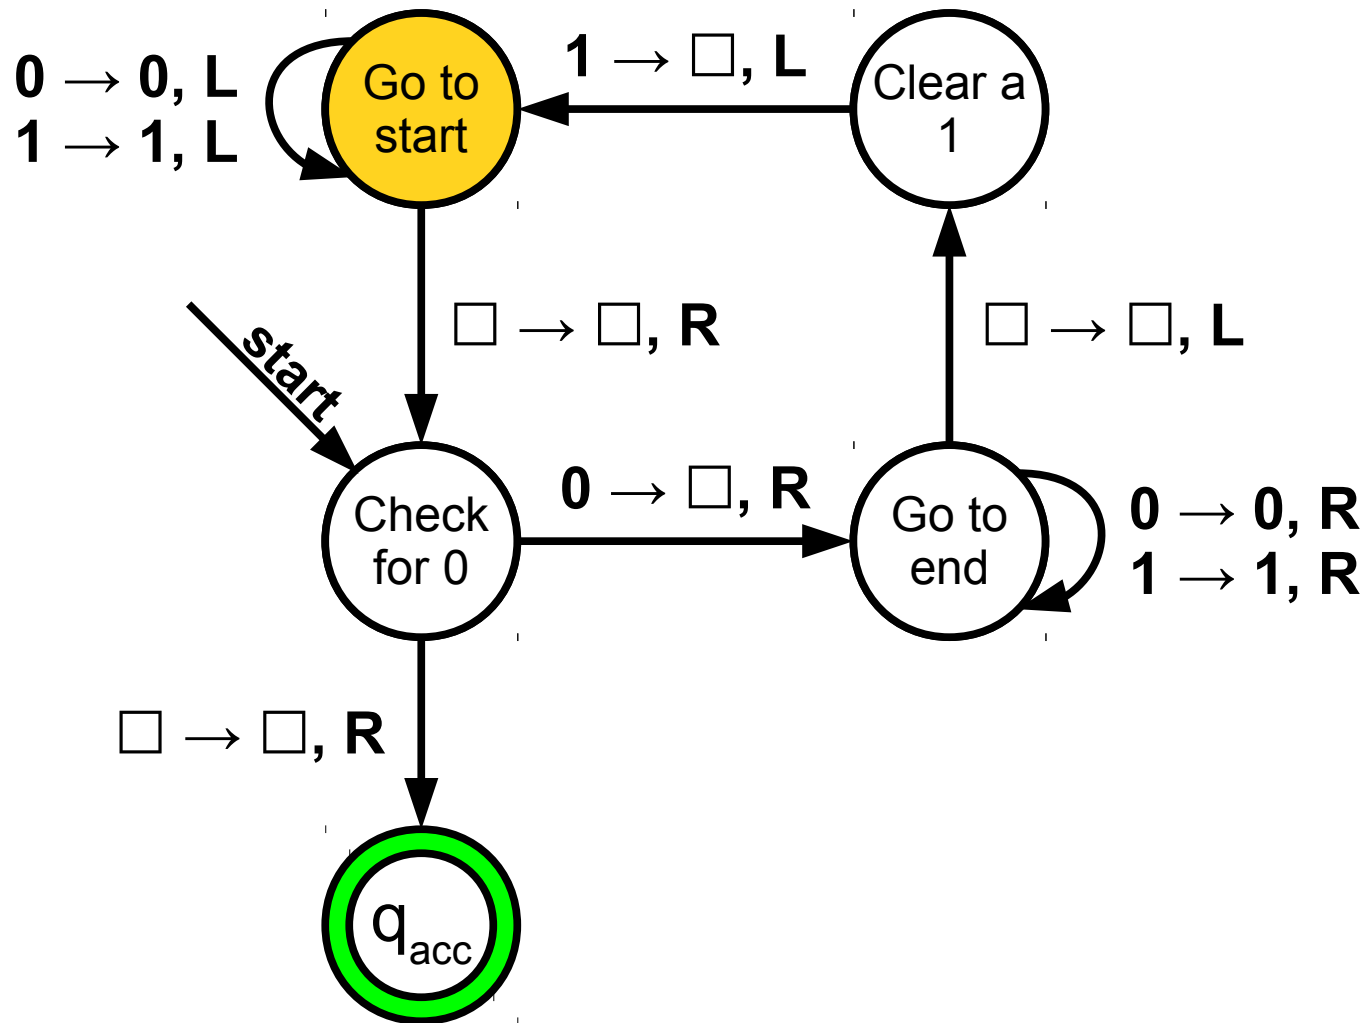 0 → 0, L
1 → 1, L
Go to
start
1 → □, L
Clear a
1
□ → □, R
□ → □, L
start
Check
for 0
0 → □, R
Go to
end
0 → 0, R
1 → 1, R
□ → □, R
qacc